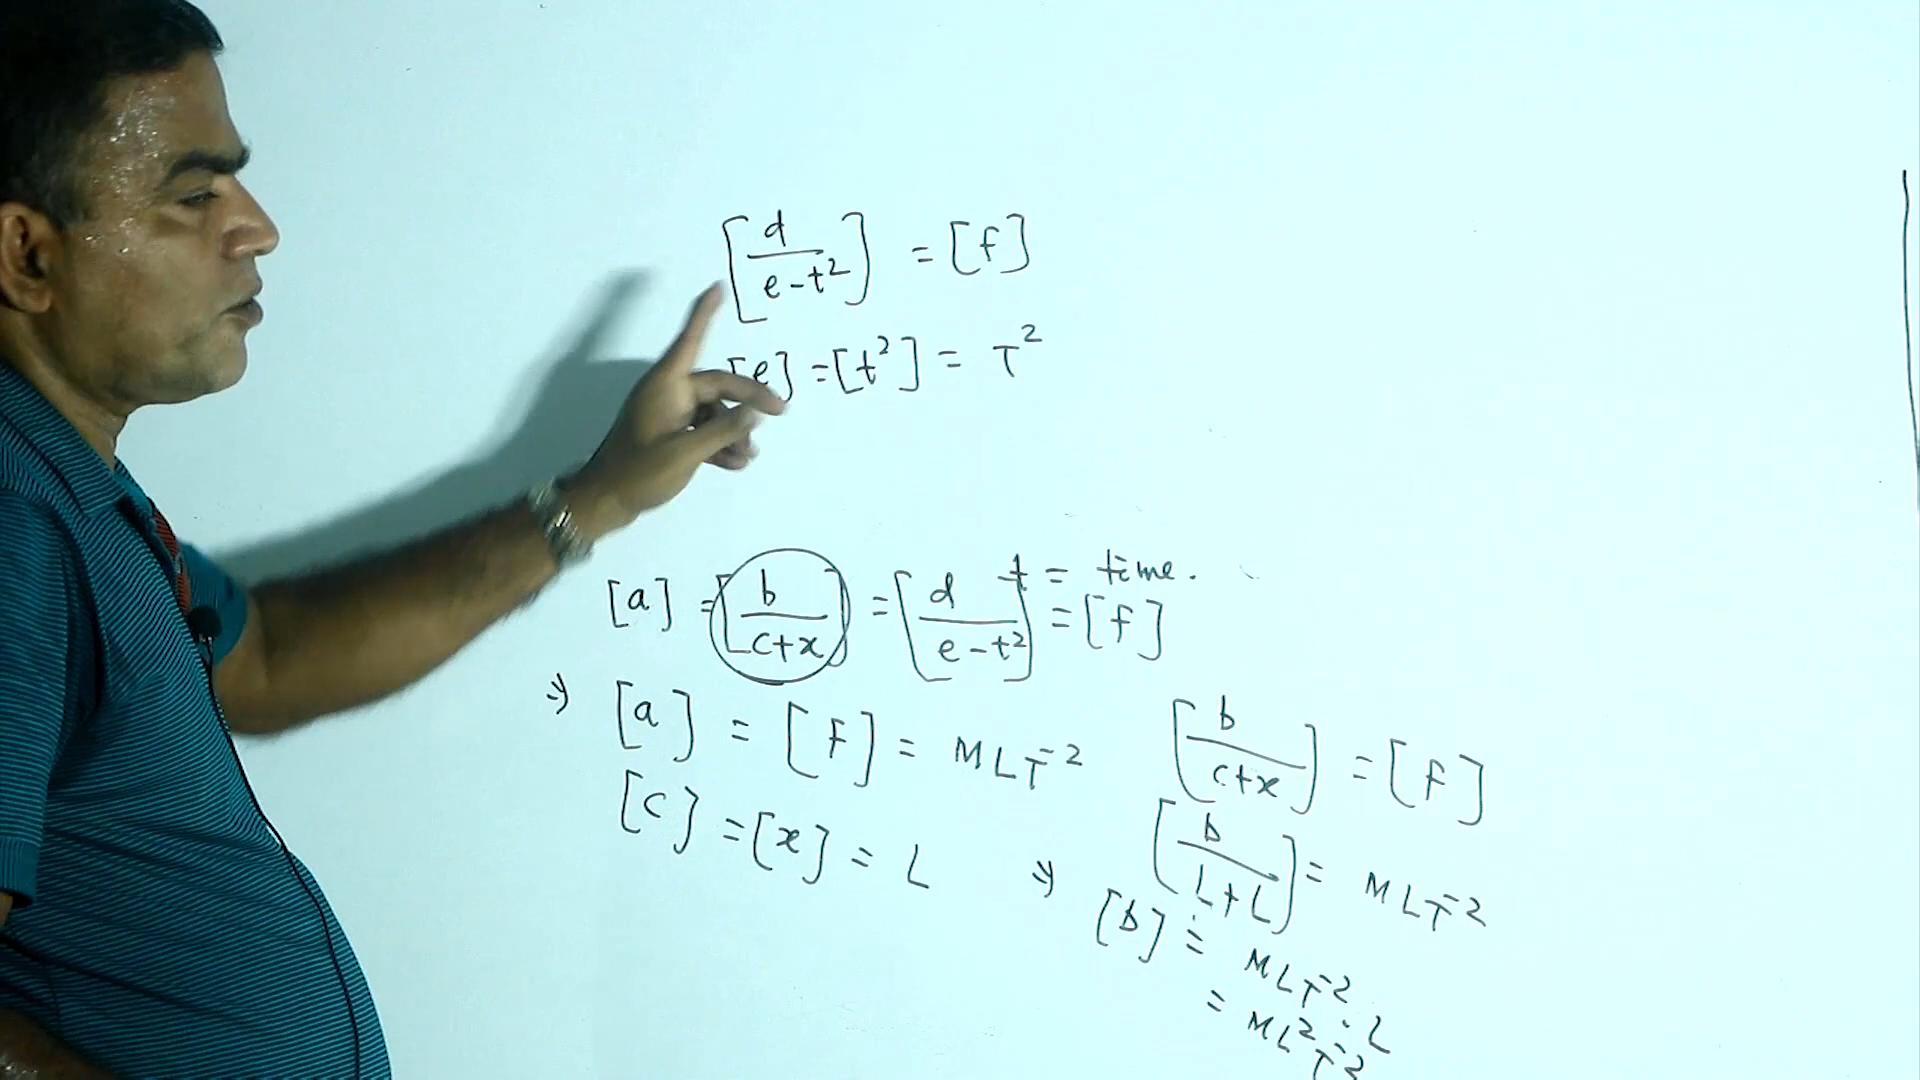 [d/(e-t²)] = [f]
[e] = [t²] = T²
t = time.
[a] = [b/(c+x)] = [d/(e-t²)] = [f]
⇒ [a] = [F] = MLT⁻²
[c] = [x] = L
[b/(c+x)] = [F]
⇒ [b/(L+L)] = MLT⁻²
[b] = MLT⁻² · L
= ML²T⁻²